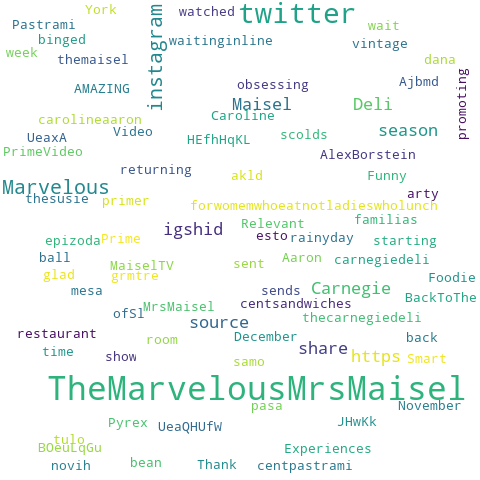 York
twitter
Pastrami
instagram
watched
wait
binged
waitinginline
vintage
week
themaisel
dana
AMAZING
obsessing
Ajbmd
promoting
Maisel
Deli
carolineaaron
Caroline
season
UeaxA
Video
HEfhHqKL
scolds
PrimeVideo
AlexBorstein
returning
akld
Funny
Marvelous
thesusie
primer
forwomemwhoeatnotladieswholunch
arty
igshid
Relevant
familias
epizoda
Prime
esto
rainyday
starting
ball
MaiselTV
sent
Aaron
carnegiedeli
glad
grmtre
Foodie
mesa
sends
Carnegie
BackToThe
MrsMaisel
centsandwiches
ofSl
source
thecarnegiedeli
restaurant
room
December
back
time
show
samo
share
https
Smart
TheMarvelousMrsMaisel
pasa
November
Pyrex
UeaQHUfW
JHwKk
tulo
BOeuLqGu
Experiences
novih
bean
Thank
centpastrami